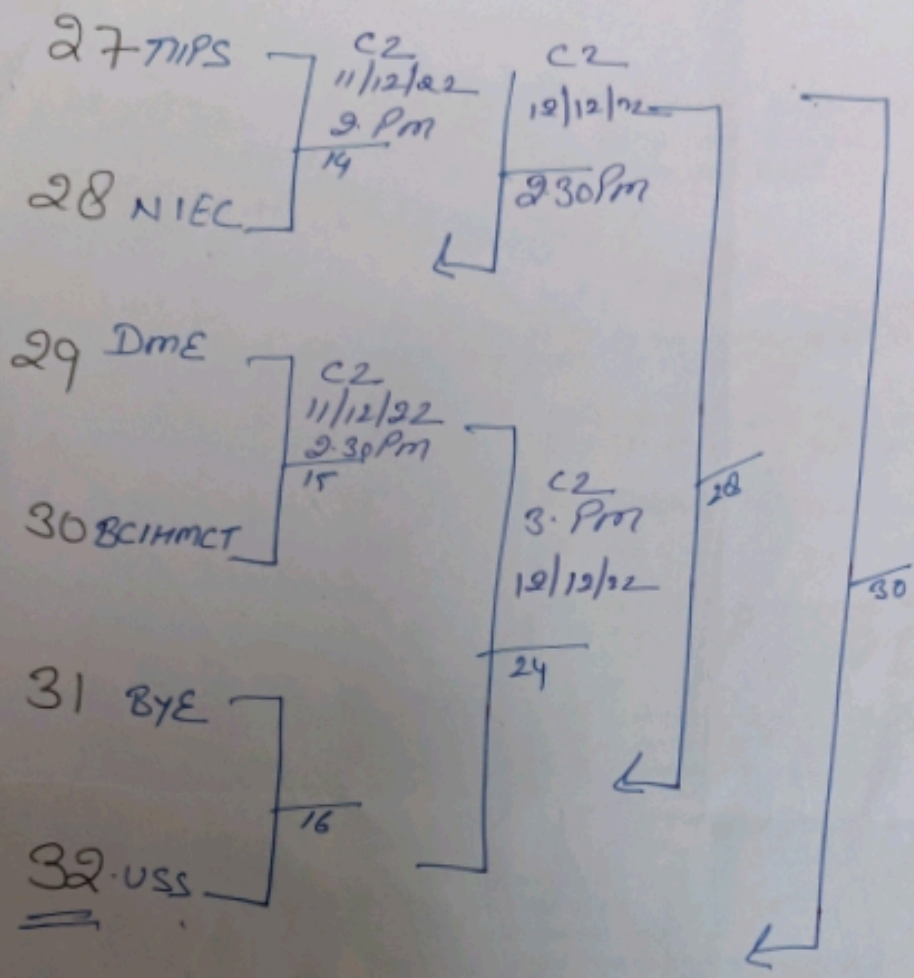 27 TIPS
C2
11/12/22
2. Pm
14
28 NIEC
C2
12/12/22
2 30 Pm
29 DmE
C2
11/12/22
2.30 Pm
15
30 BCIHMCT
C2
3. Pm
12/12/22
24
28
30
31 BYE
16
32. USS